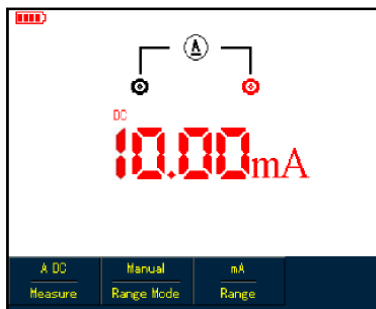 A
DC
10.00mA
A DC Manual mA
Measure Range Mode Range